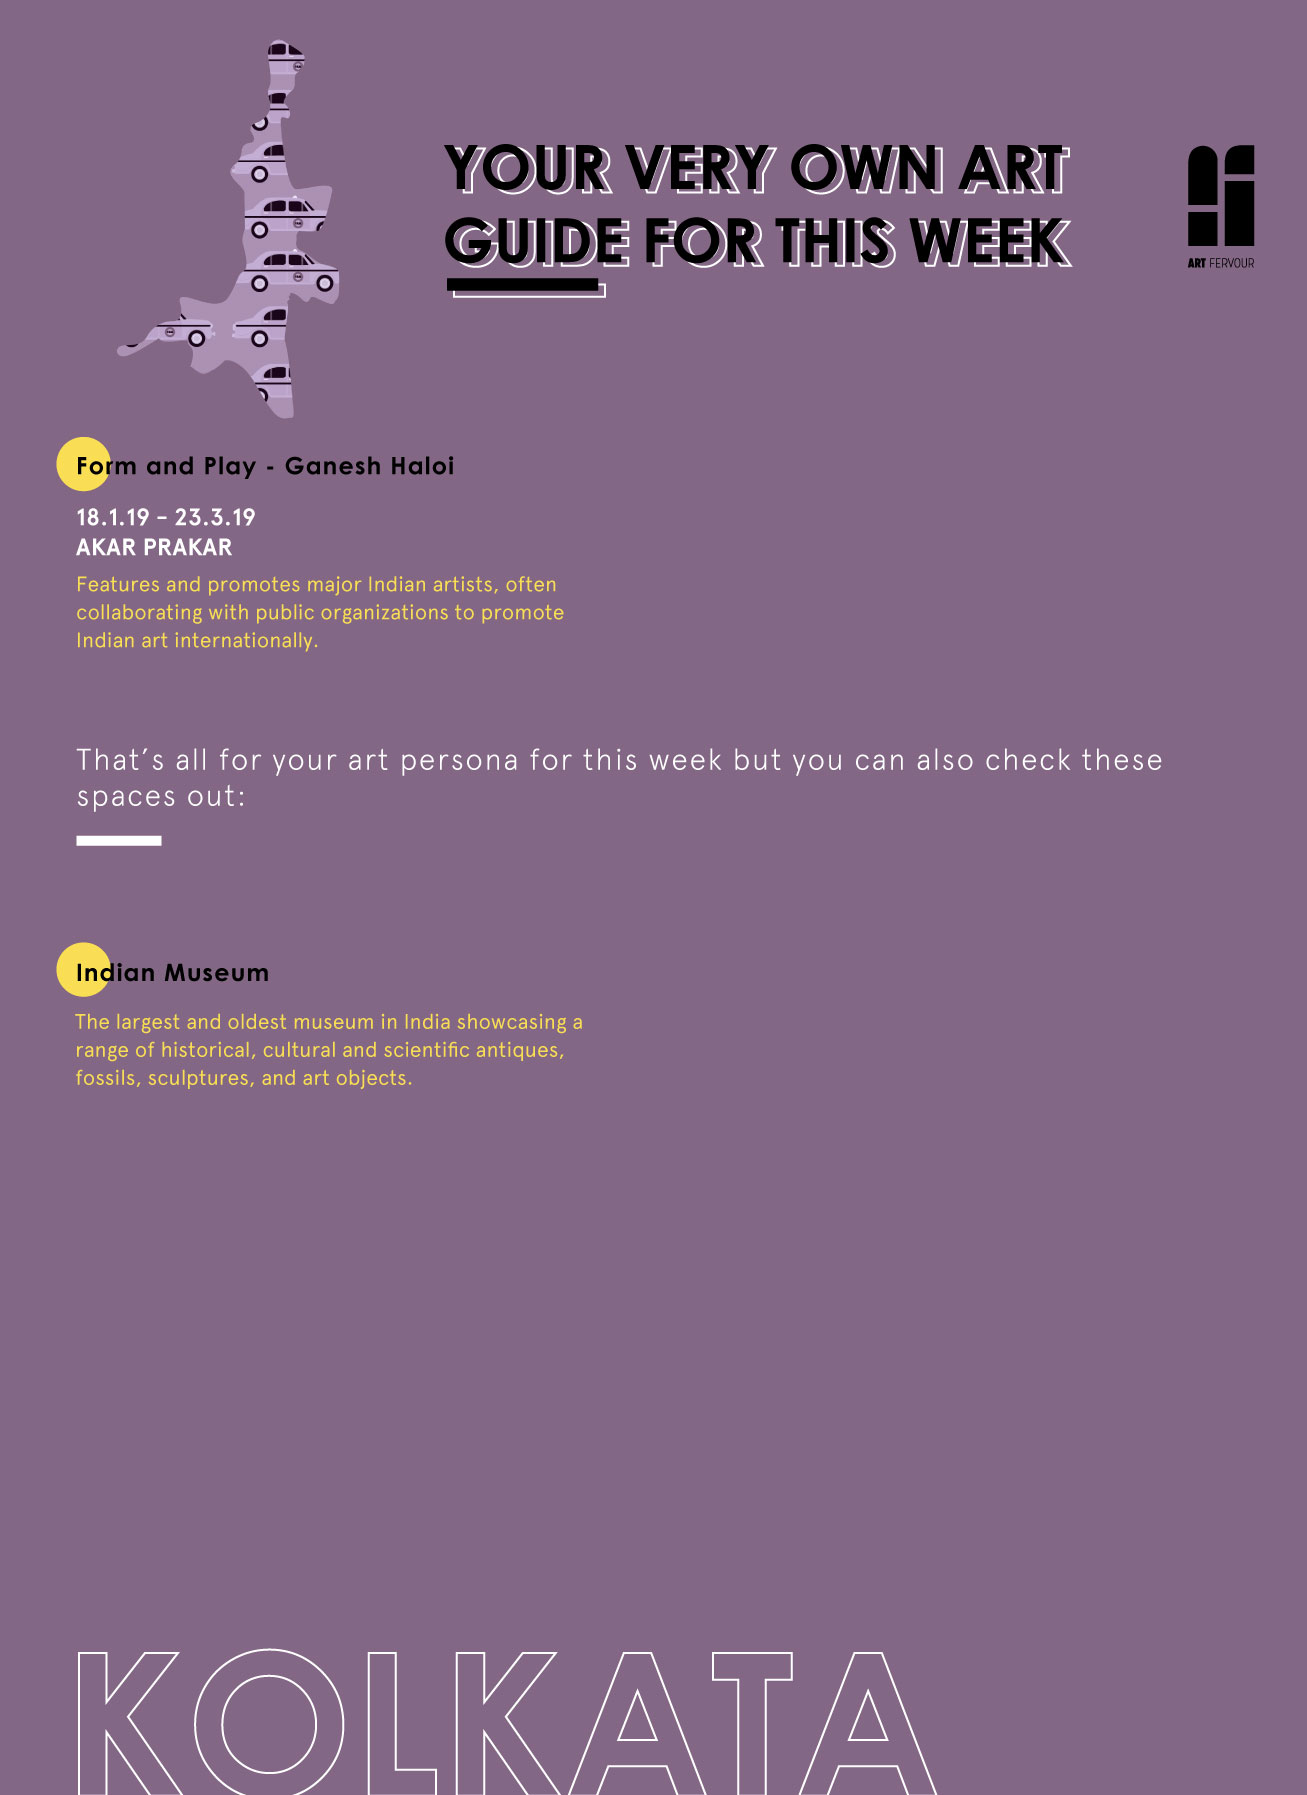 YOUR VERY OWN ART
GUIDE FOR THIS WEEK
ART FERVOUR
Form and Play - Ganesh Haloi
18.1.19 – 23.3.19
AKAR PRAKAR
Features and promotes major Indian artists, often
collaborating with public organizations to promote
Indian art internationally.
That’s all for your art persona for this week but you can also check these
spaces out:
Indian Museum
The largest and oldest museum in India showcasing a
range of historical, cultural and scientific antiques,
fossils, sculptures, and art objects.
KOLKATA